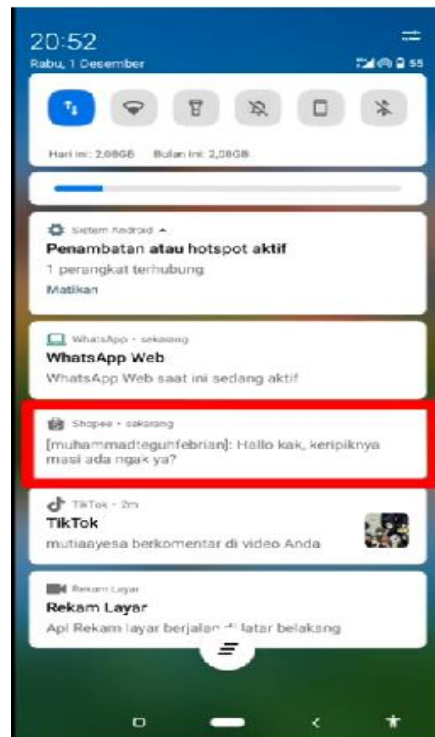 20:52
Rabu, 1 Desember
55
Hari ini: 2,08GB Bulan ini: 2,08GB
Sistem Android
Penambatan atau hotspot aktif
1 perangkat terhubung
Matikan
WhatsApp • sekarang
WhatsApp Web
WhatsApp Web saat ini sedang aktif
Shopee • sekarang
[muhammadteguhfebrian]: Hallo kak, keripiknya
masi ada ngak ya?
TikTok • 2m
TikTok
mutiaayesa berkomentar di video Anda
Rekam Layar
Rekam Layar
Apl Rekam layar berjalan di latar belakang